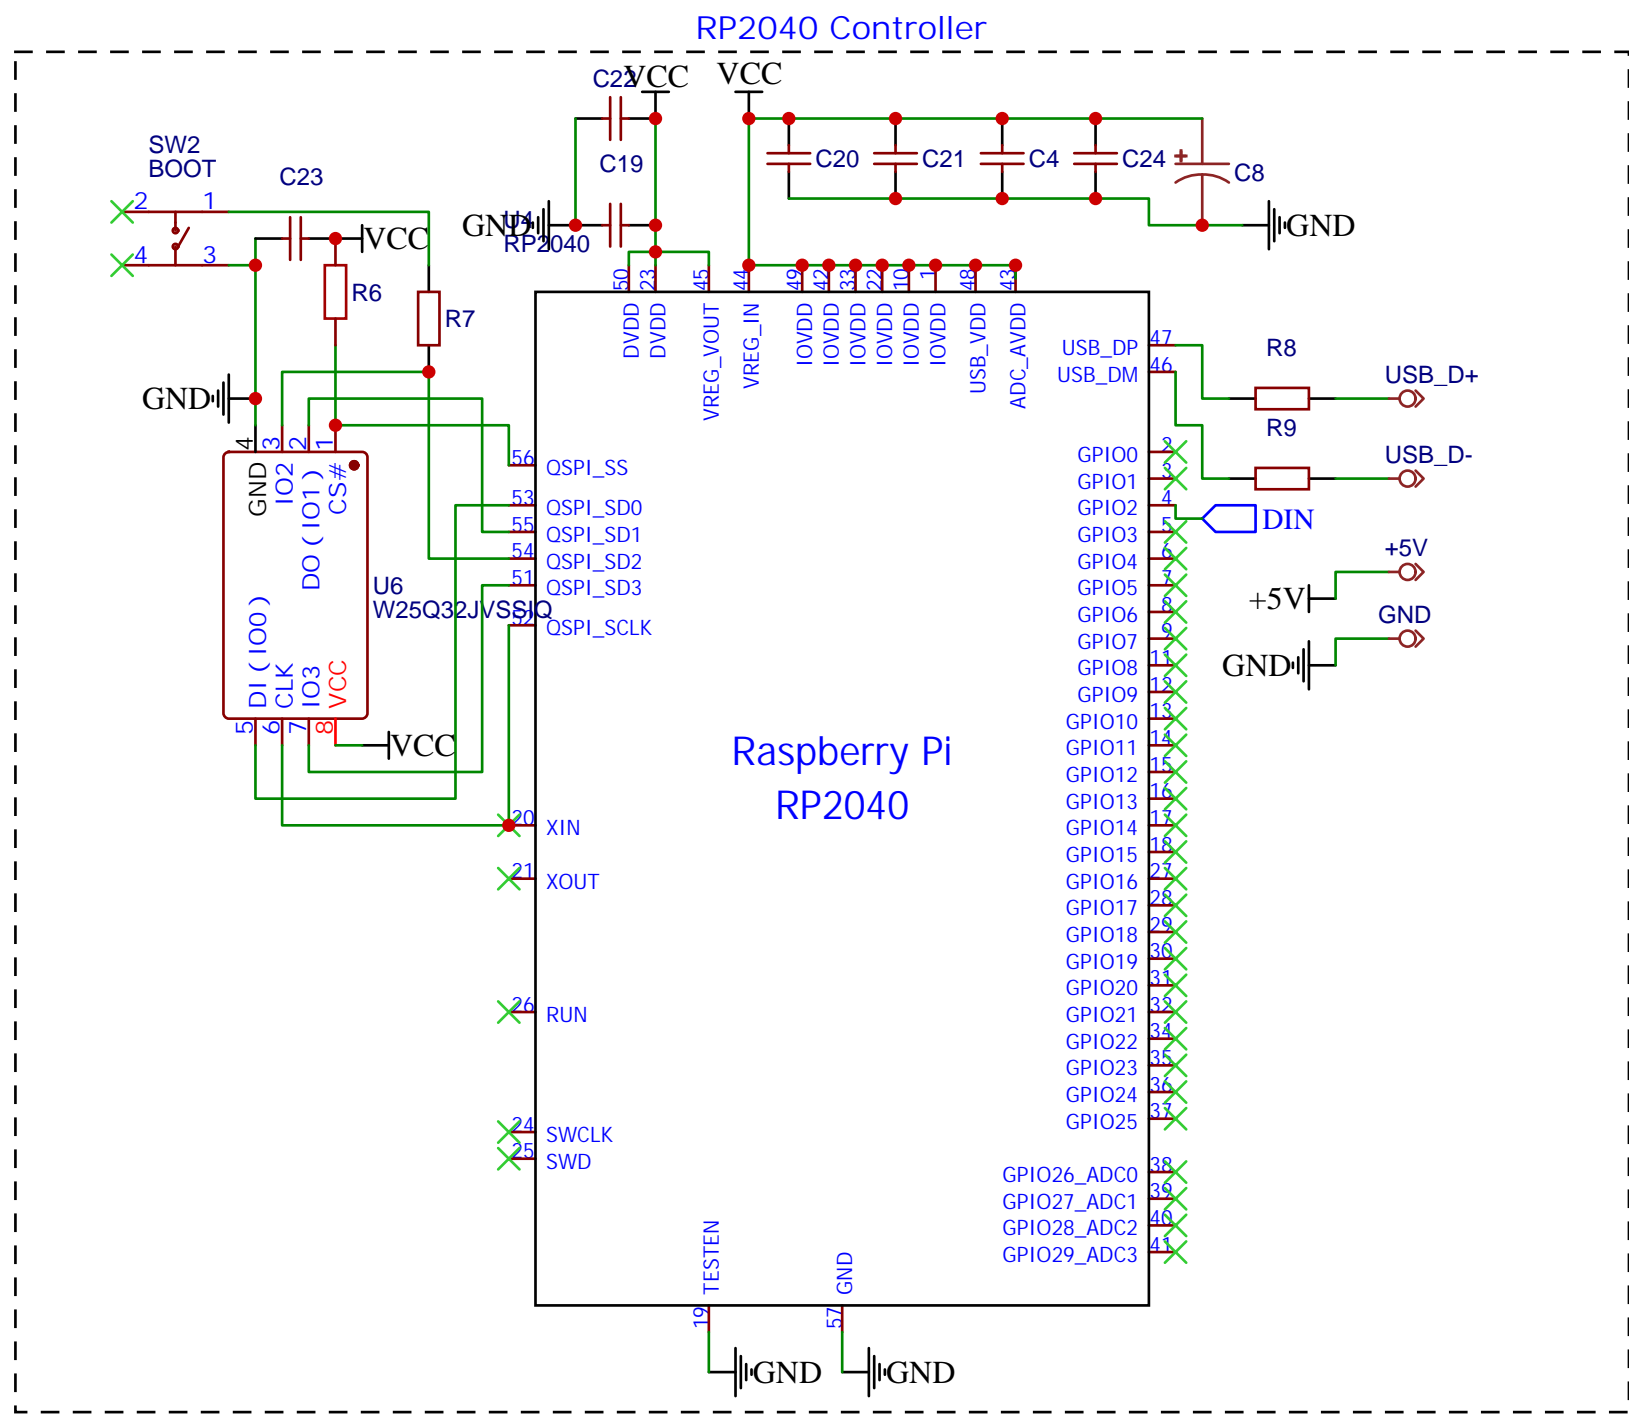 RP2040 Controller
C22
VCC
VCC
C19
C20
C21
C4
C24
+
C8
SW2
BOOT
C23
2
1
4
3
VCC
R6
R7
GND
U4
RP2040
GND
50
23
45
44
49
42
33
22
10
1
48
43
DVDD
DVDD
VREG_VOUT
VREG_IN
IOVDD
IOVDD
IOVDD
IOVDD
IOVDD
IOVDD
USB_VDD
ADC_AVDD
USB_DP
47
USB_DM
46
R8
USB_D+
R9
USB_D-
GND
4
3
2
1
GND
IO2
DO(IO1)
CS#
U6
W25Q32JVSSIQ
DI(IO0)
CLK
IO3
VCC
5
6
7
8
VCC
56
QSPI_SS
53
QSPI_SD0
55
QSPI_SD1
54
QSPI_SD2
51
QSPI_SD3
52
QSPI_SCLK
20
XIN
21
XOUT
26
RUN
24
SWCLK
25
SWD
Raspberry Pi
RP2040
GPIO0
2
GPIO1
3
GPIO2
4
DIN
GPIO3
5
GPIO4
6
GPIO5
7
GPIO6
8
GPIO7
9
GPIO8
11
GPIO9
12
GPIO10
13
GPIO11
14
GPIO12
15
GPIO13
16
GPIO14
17
GPIO15
18
GPIO16
27
GPIO17
28
GPIO18
29
GPIO19
30
GPIO20
31
GPIO21
32
GPIO22
34
GPIO23
35
GPIO24
36
GPIO25
37
GPIO26_ADC0
38
GPIO27_ADC1
39
GPIO28_ADC2
40
GPIO29_ADC3
41
+5V
+5V
GND
GND
TESTEN
GND
19
57
GND
GND